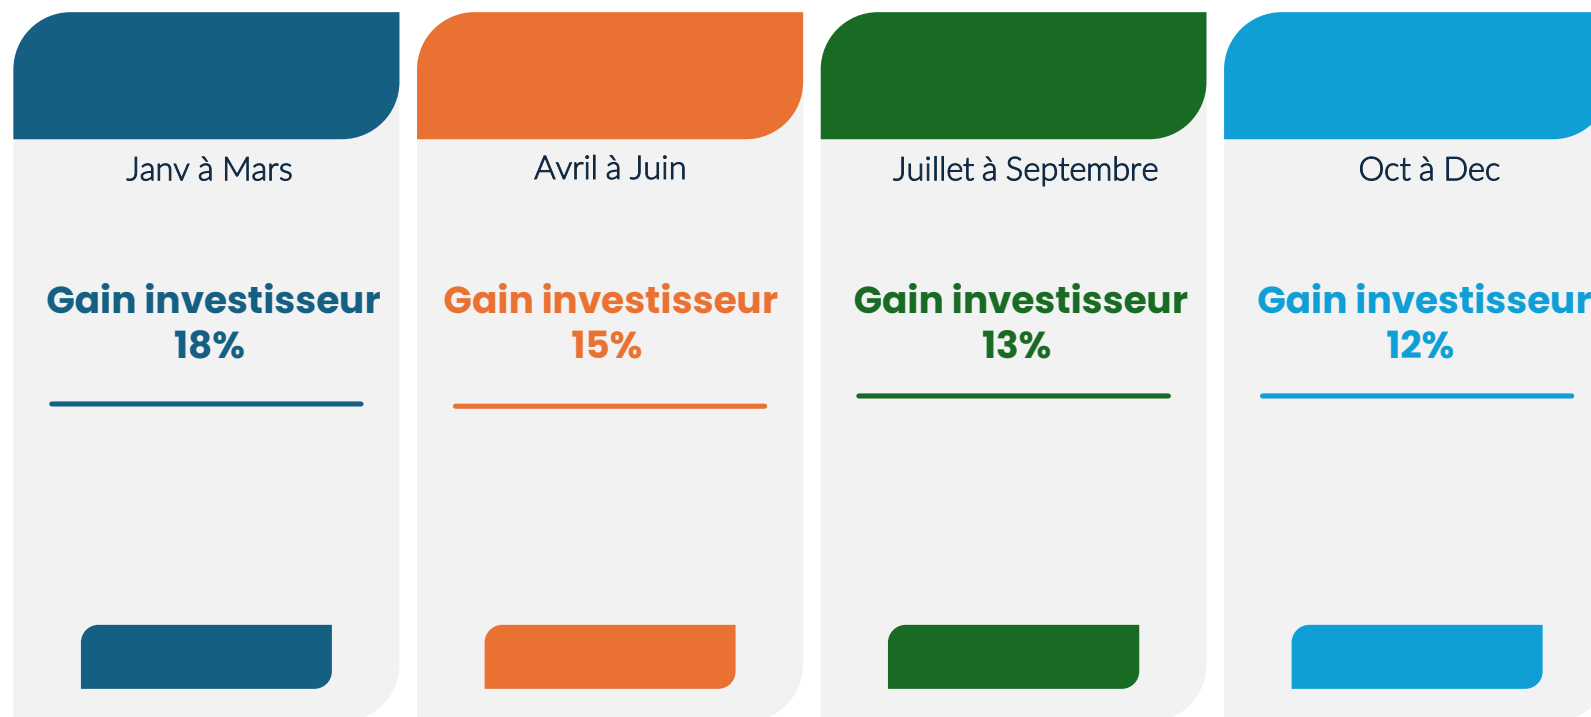 Janv à Mars
Gain investisseur
18%
Avril à Juin
Gain investisseur
15%
Juillet à Septembre
Gain investisseur
13%
Oct à Dec
Gain investisseur
12%